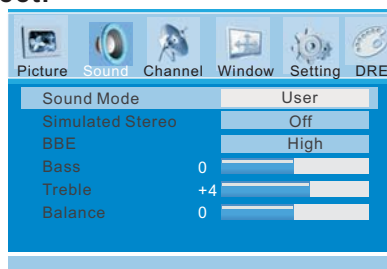 Picture Sound Channel Window Setting DRE
Sound Mode User
Simulated Stereo Off
BBE High
Bass 0
Treble +4
Balance 0